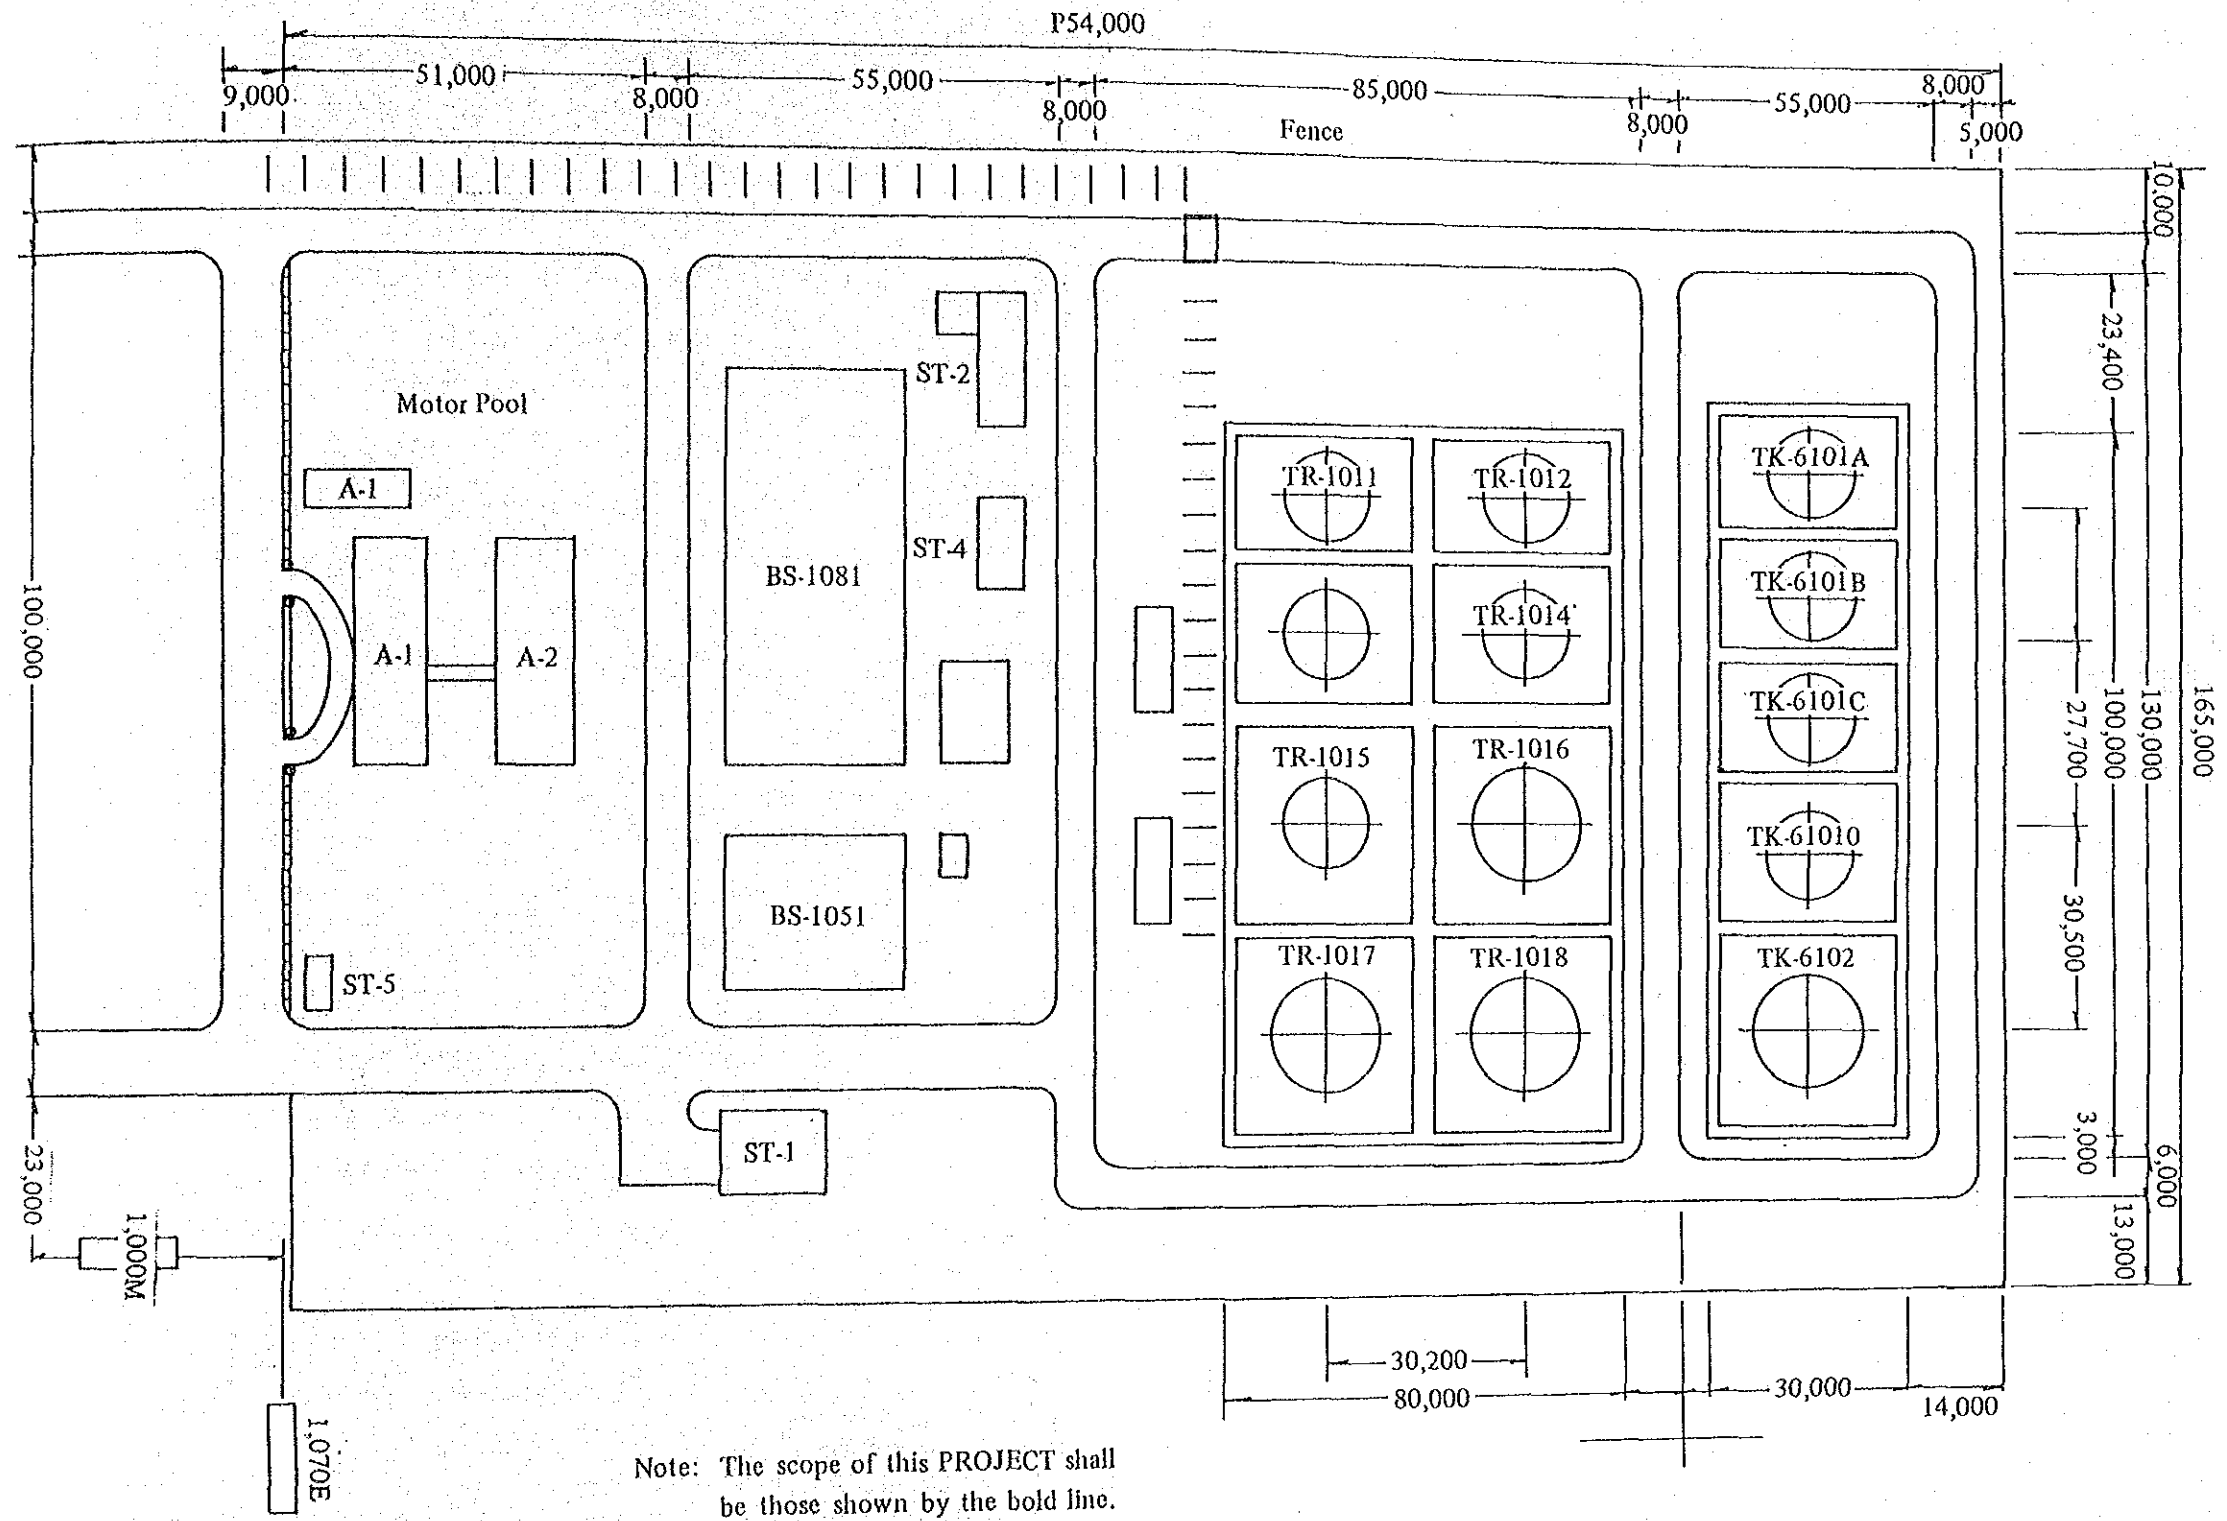 P54,000
9,000
51,000
8,000
55,000
8,000
85,000
8,000
55,000
8,000
5,000
Fence
10,000
23,400
Motor Pool
ST-2
A-1
ST-4
BS-1081
A-1
A-2
BS-1051
ST-5
ST-1
TR-1011
TR-1012
TR-1014
TR-1015
TR-1016
TR-1017
TR-1018
TK-6101A
TK-6101B
TK-6101C
TK-61010
TK-6102
100,000
23,000
1,000M
1,070E
27,700
100,000
130,000
165,000
30,500
3,000
6,000
13,000
30,200
80,000
30,000
14,000
Note: The scope of this PROJECT shall
be those shown by the bold line.